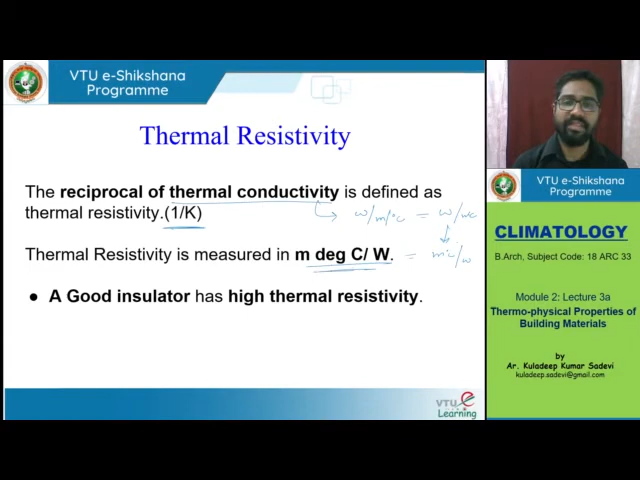 VTU e-Shikshana
Programme
Thermal Resistivity
The reciprocal of thermal conductivity is defined as
thermal resistivity.(1/K)
w/m/°c = w/m°c
Thermal Resistivity is measured in m deg C/ W.
= m°c/w
● A Good insulator has high thermal resistivity.
VTU e
Learning
VTU e-Shikshana
Programme
CLIMATOLOGY
B.Arch, Subject Code: 18 ARC 33
Module 2: Lecture 3a
Thermo-physical Properties of
Building Materials
by
Ar. Kuladeep Kumar Sadevi
kuladeep.sadevi@gmail.com